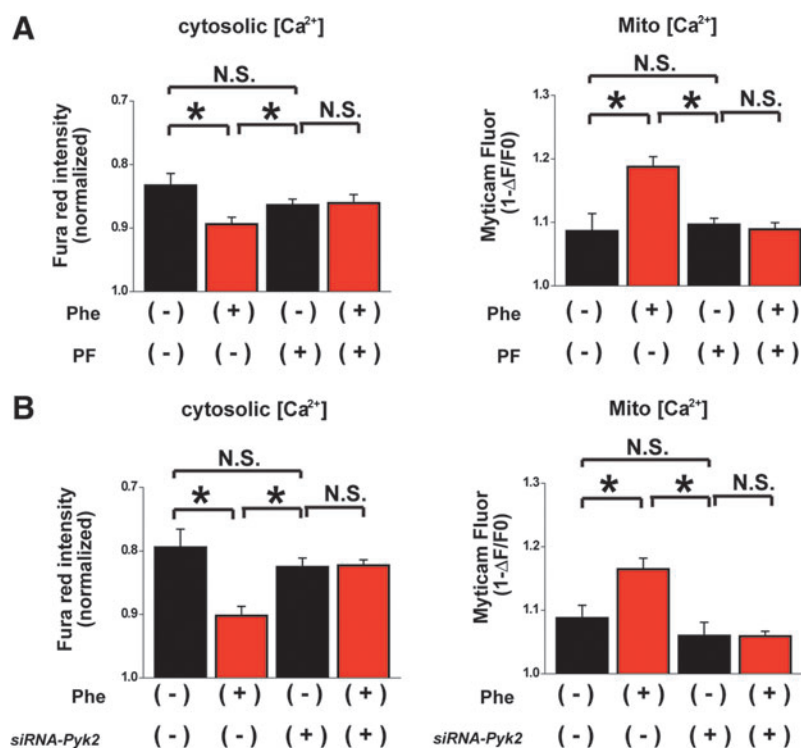 A
cytosolic [Ca²⁺]
Mito [Ca²⁺]
N.S.
* * N.S.
Fura red intensity
(normalized)
0.7
0.8
0.9
1.0
N.S.
* * N.S.
Myticam Fluor
(1-ΔF/F0)
1.3
1.2
1.1
1.0
Phe (-) (+) (-) (+) (-) (+) (-) (+)
PF (-) (-) (+) (+) (-) (-) (+) (+)
B
cytosolic [Ca²⁺]
Mito [Ca²⁺]
N.S.
* * N.S.
Fura red intensity
(normalized)
0.7
0.8
0.9
1.0
N.S.
* * N.S.
Myticam Fluor
(1-ΔF/F0)
1.3
1.2
1.1
1.0
Phe (-) (+) (-) (+) Phe (-) (+) (-) (+)
siRNA-Pyk2 (-) (-) (+) (+) siRNA-Pyk2 (-) (-) (+) (+)